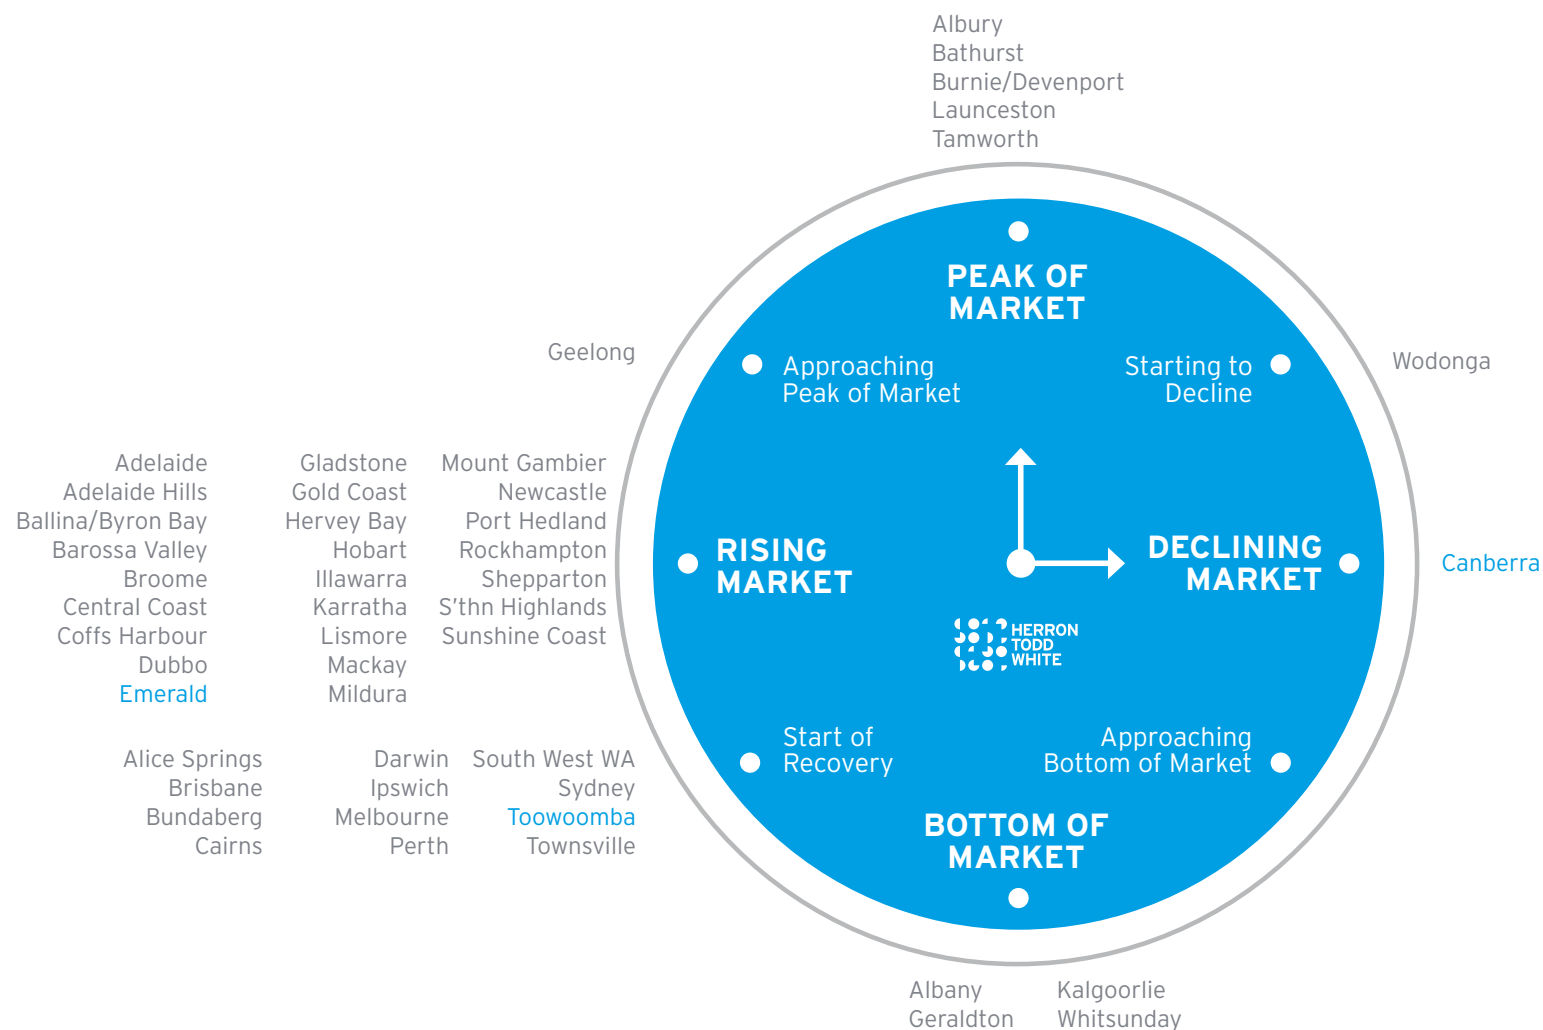 Albury
Bathurst
Burnie/Devenport
Launceston
Tamworth
PEAK OF
MARKET
Geelong
Approaching
Peak of Market
Starting to
Decline
Wodonga
Adelaide
Adelaide Hills
Ballina/Byron Bay
Barossa Valley
Broome
Central Coast
Coffs Harbour
Dubbo
Emerald
Gladstone
Gold Coast
Hervey Bay
Hobart
Illawarra
Karratha
Lismore
Mackay
Mildura
Mount Gambier
Newcastle
Port Hedland
Rockhampton
Shepparton
S'thn Highlands
Sunshine Coast
RISING
MARKET
DECLINING
MARKET
Canberra
HERRON
TODD
WHITE
Alice Springs
Brisbane
Bundaberg
Cairns
Darwin
Ipswich
Melbourne
Perth
South West WA
Sydney
Toowoomba
Townsville
Start of
Recovery
Approaching
Bottom of Market
BOTTOM OF
MARKET
Albany
Geraldton
Kalgoorlie
Whitsunday